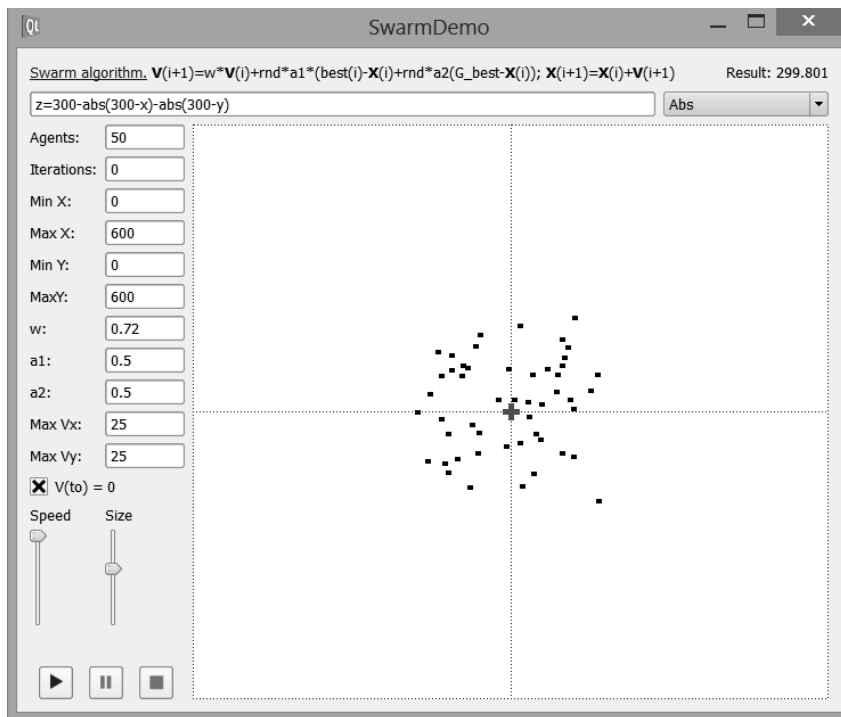 Qt
SwarmDemo
Swarm algorithm. V(i+1)=w*V(i)+rnd*a1*(best(i)-X(i)+rnd*a2(G_best-X(i)); X(i+1)=X(i)+V(i+1) Result: 299.801
z=300-abs(300-x)-abs(300-y) Abs
Agents: 50
Iterations: 0
Min X: 0
Max X: 600
Min Y: 0
MaxY: 600
w: 0.72
a1: 0.5
a2: 0.5
Max Vx: 25
Max Vy: 25
V(to) = 0
Speed Size